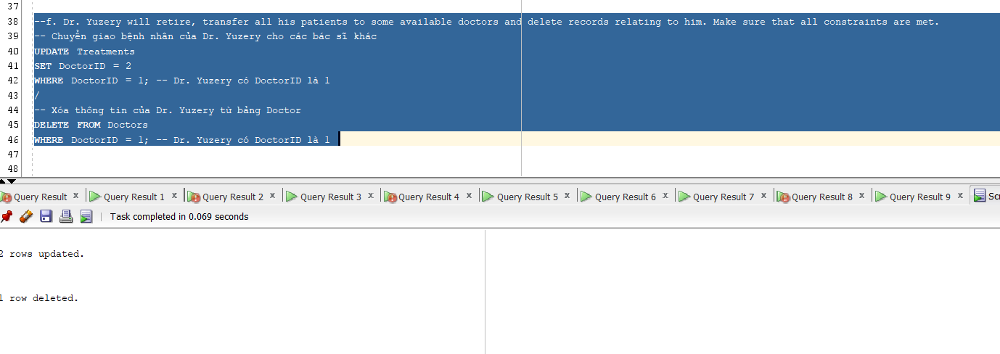 37
38 --f. Dr. Yuzery will retire, transfer all his patients to some available doctors and delete records relating to him. Make sure that all constraints are met.
39 -- Chuyển giao bệnh nhân của Dr. Yuzery cho các bác sĩ khác
40 UPDATE Treatments
41 SET DoctorID = 2
42 WHERE DoctorID = 1; -- Dr. Yuzery có DoctorID là 1
43 /
44 -- Xóa thông tin của Dr. Yuzery từ bảng Doctor
45 DELETE FROM Doctors
46 WHERE DoctorID = 1; -- Dr. Yuzery có DoctorID là 1
47
48
Query Result x Query Result 1 x Query Result 2 x Query Result 3 x Query Result 4 x Query Result 5 x Query Result 6 x Query Result 7 x Query Result 8 x Query Result 9 x
Task completed in 0.069 seconds
2 rows updated.
1 row deleted.